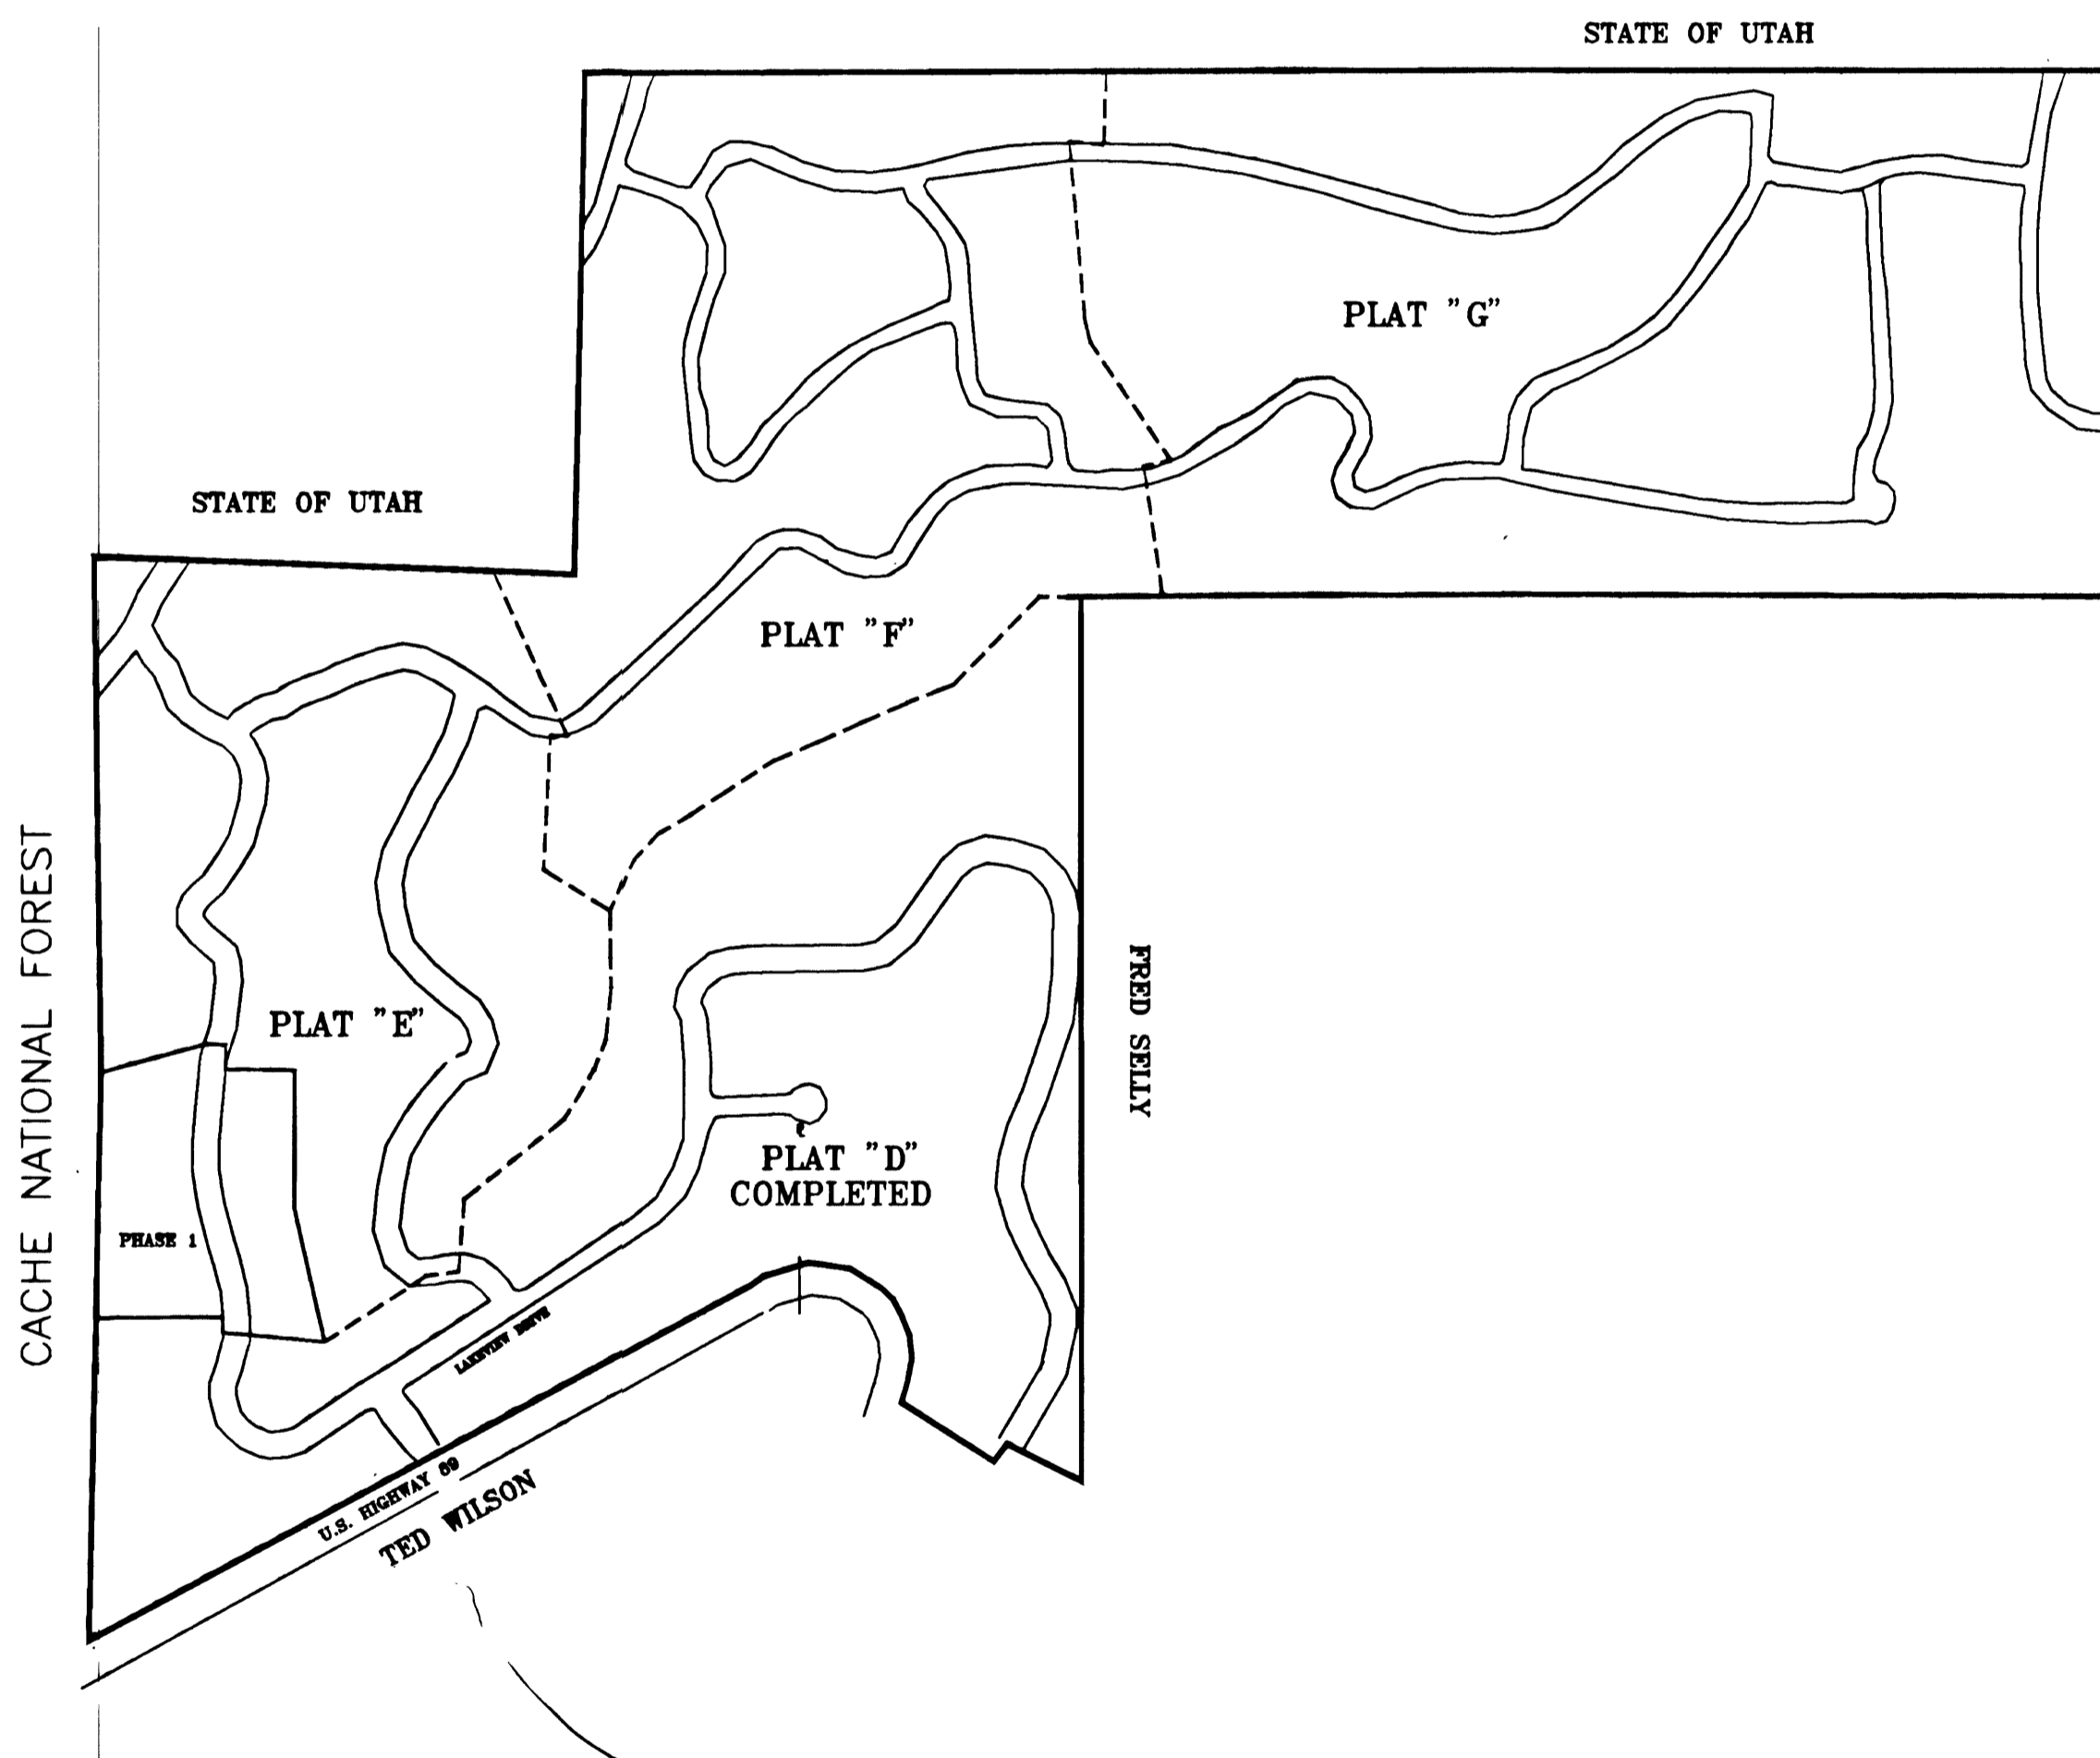 STATE OF UTAH
PLAT "G"
STATE OF UTAH
PLAT "F"
CACHE NATIONAL FOREST
FRED SELLY
PLAT "E"
PLAT "D"
COMPLETED
PHASE 1
LAKEVIEW DRIVE
U.S. HIGHWAY 89
TED WILSON